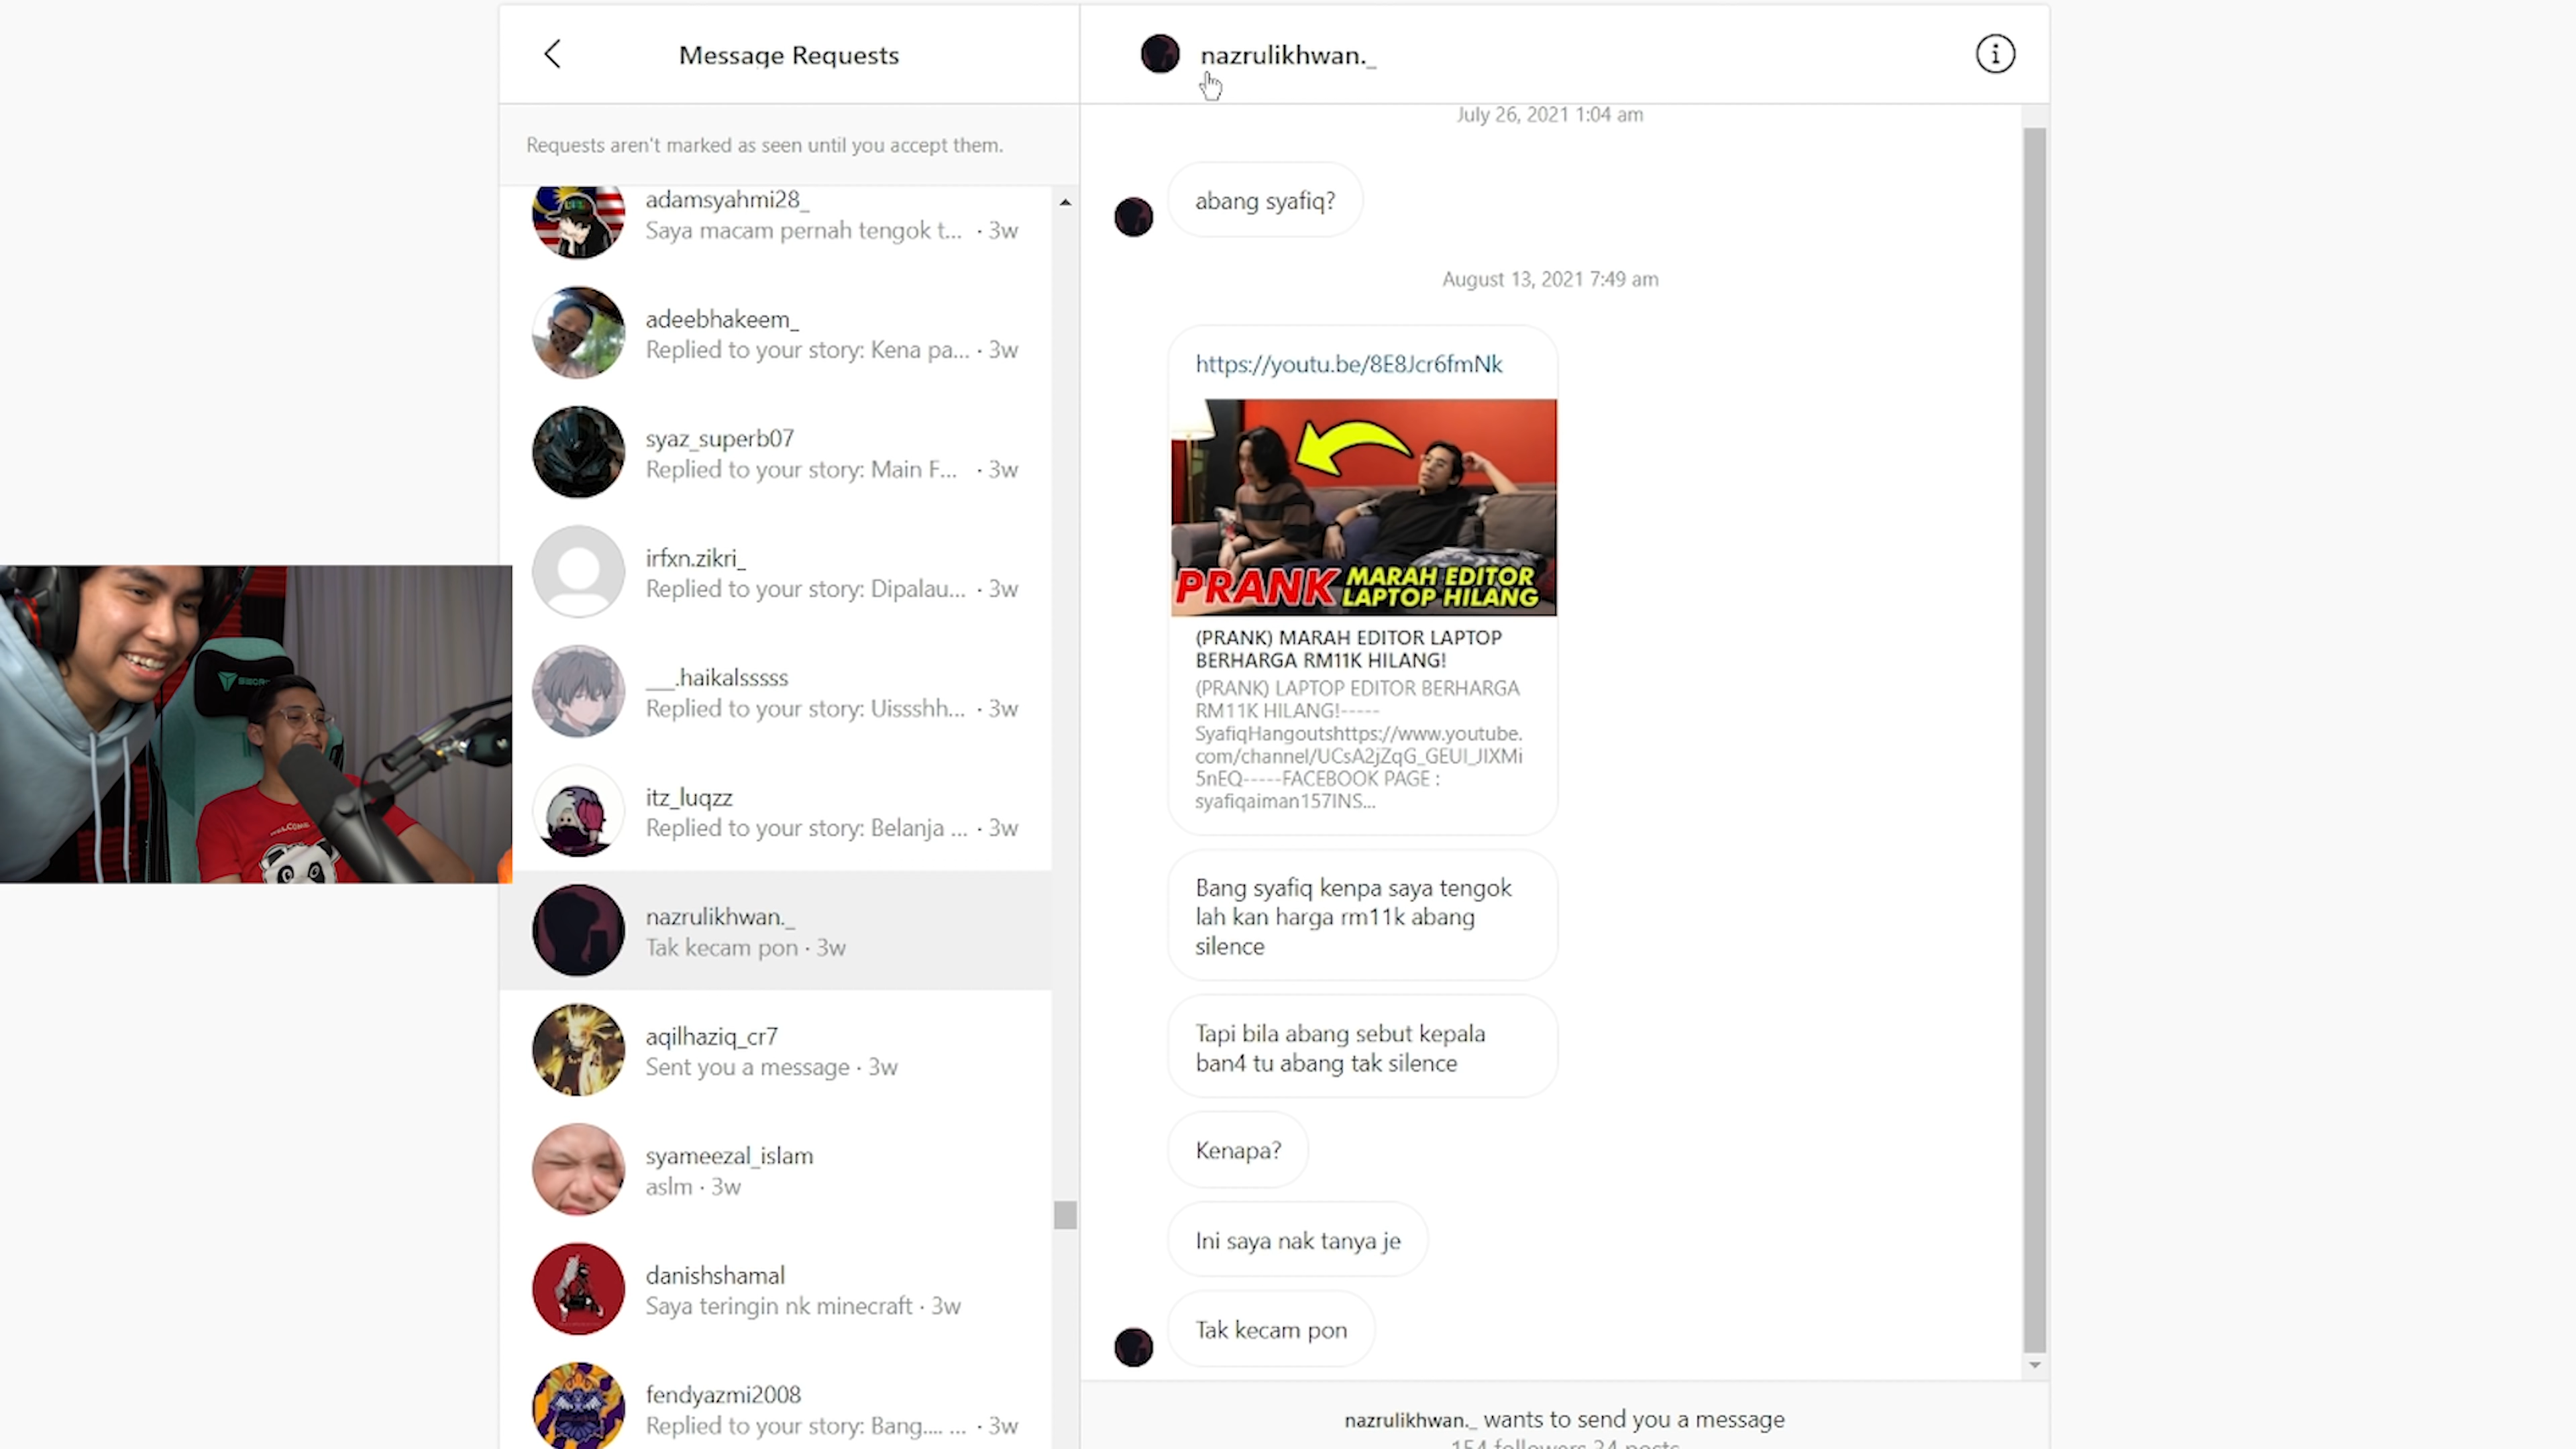 Message Requests
Requests aren't marked as seen until you accept them.
adamsyahmi28_
Saya macam pernah tengok t... · 3w
adeebhakeem_
Replied to your story: Kena pa... · 3w
syaz_superb07
Replied to your story: Main F... · 3w
irfxn.zikri_
Replied to your story: Dipalau... · 3w
___.haikalsssss
Replied to your story: Uissshh... · 3w
itz_luqzz
Replied to your story: Belanja ... · 3w
nazrulikhwan._
Tak kecam pon · 3w
aqilhaziq_cr7
Sent you a message · 3w
syameezal_islam
aslm · 3w
danishshamal
Saya teringin nk minecraft · 3w
fendyazmi2008
Replied to your story: Bang.... ... · 3w
nazrulikhwan._
July 26, 2021 1:04 am
abang syafiq?
August 13, 2021 7:49 am
https://youtu.be/8E8Jcr6fmNk
PRANK MARAH EDITOR
LAPTOP HILANG
(PRANK) MARAH EDITOR LAPTOP
BERHARGA RM11K HILANG!
(PRANK) LAPTOP EDITOR BERHARGA
RM11K HILANG!-----
SyafiqHangoutshttps://www.youtube.
com/channel/UCsA2jZqG_GEUI_JIXMi
5nEQ-----FACEBOOK PAGE :
syafiqaiman157INS...
Bang syafiq kenpa saya tengok
lah kan harga rm11k abang
silence
Tapi bila abang sebut kepala
ban4 tu abang tak silence
Kenapa?
Ini saya nak tanya je
Tak kecam pon
nazrulikhwan._ wants to send you a message
154 followers 34 posts